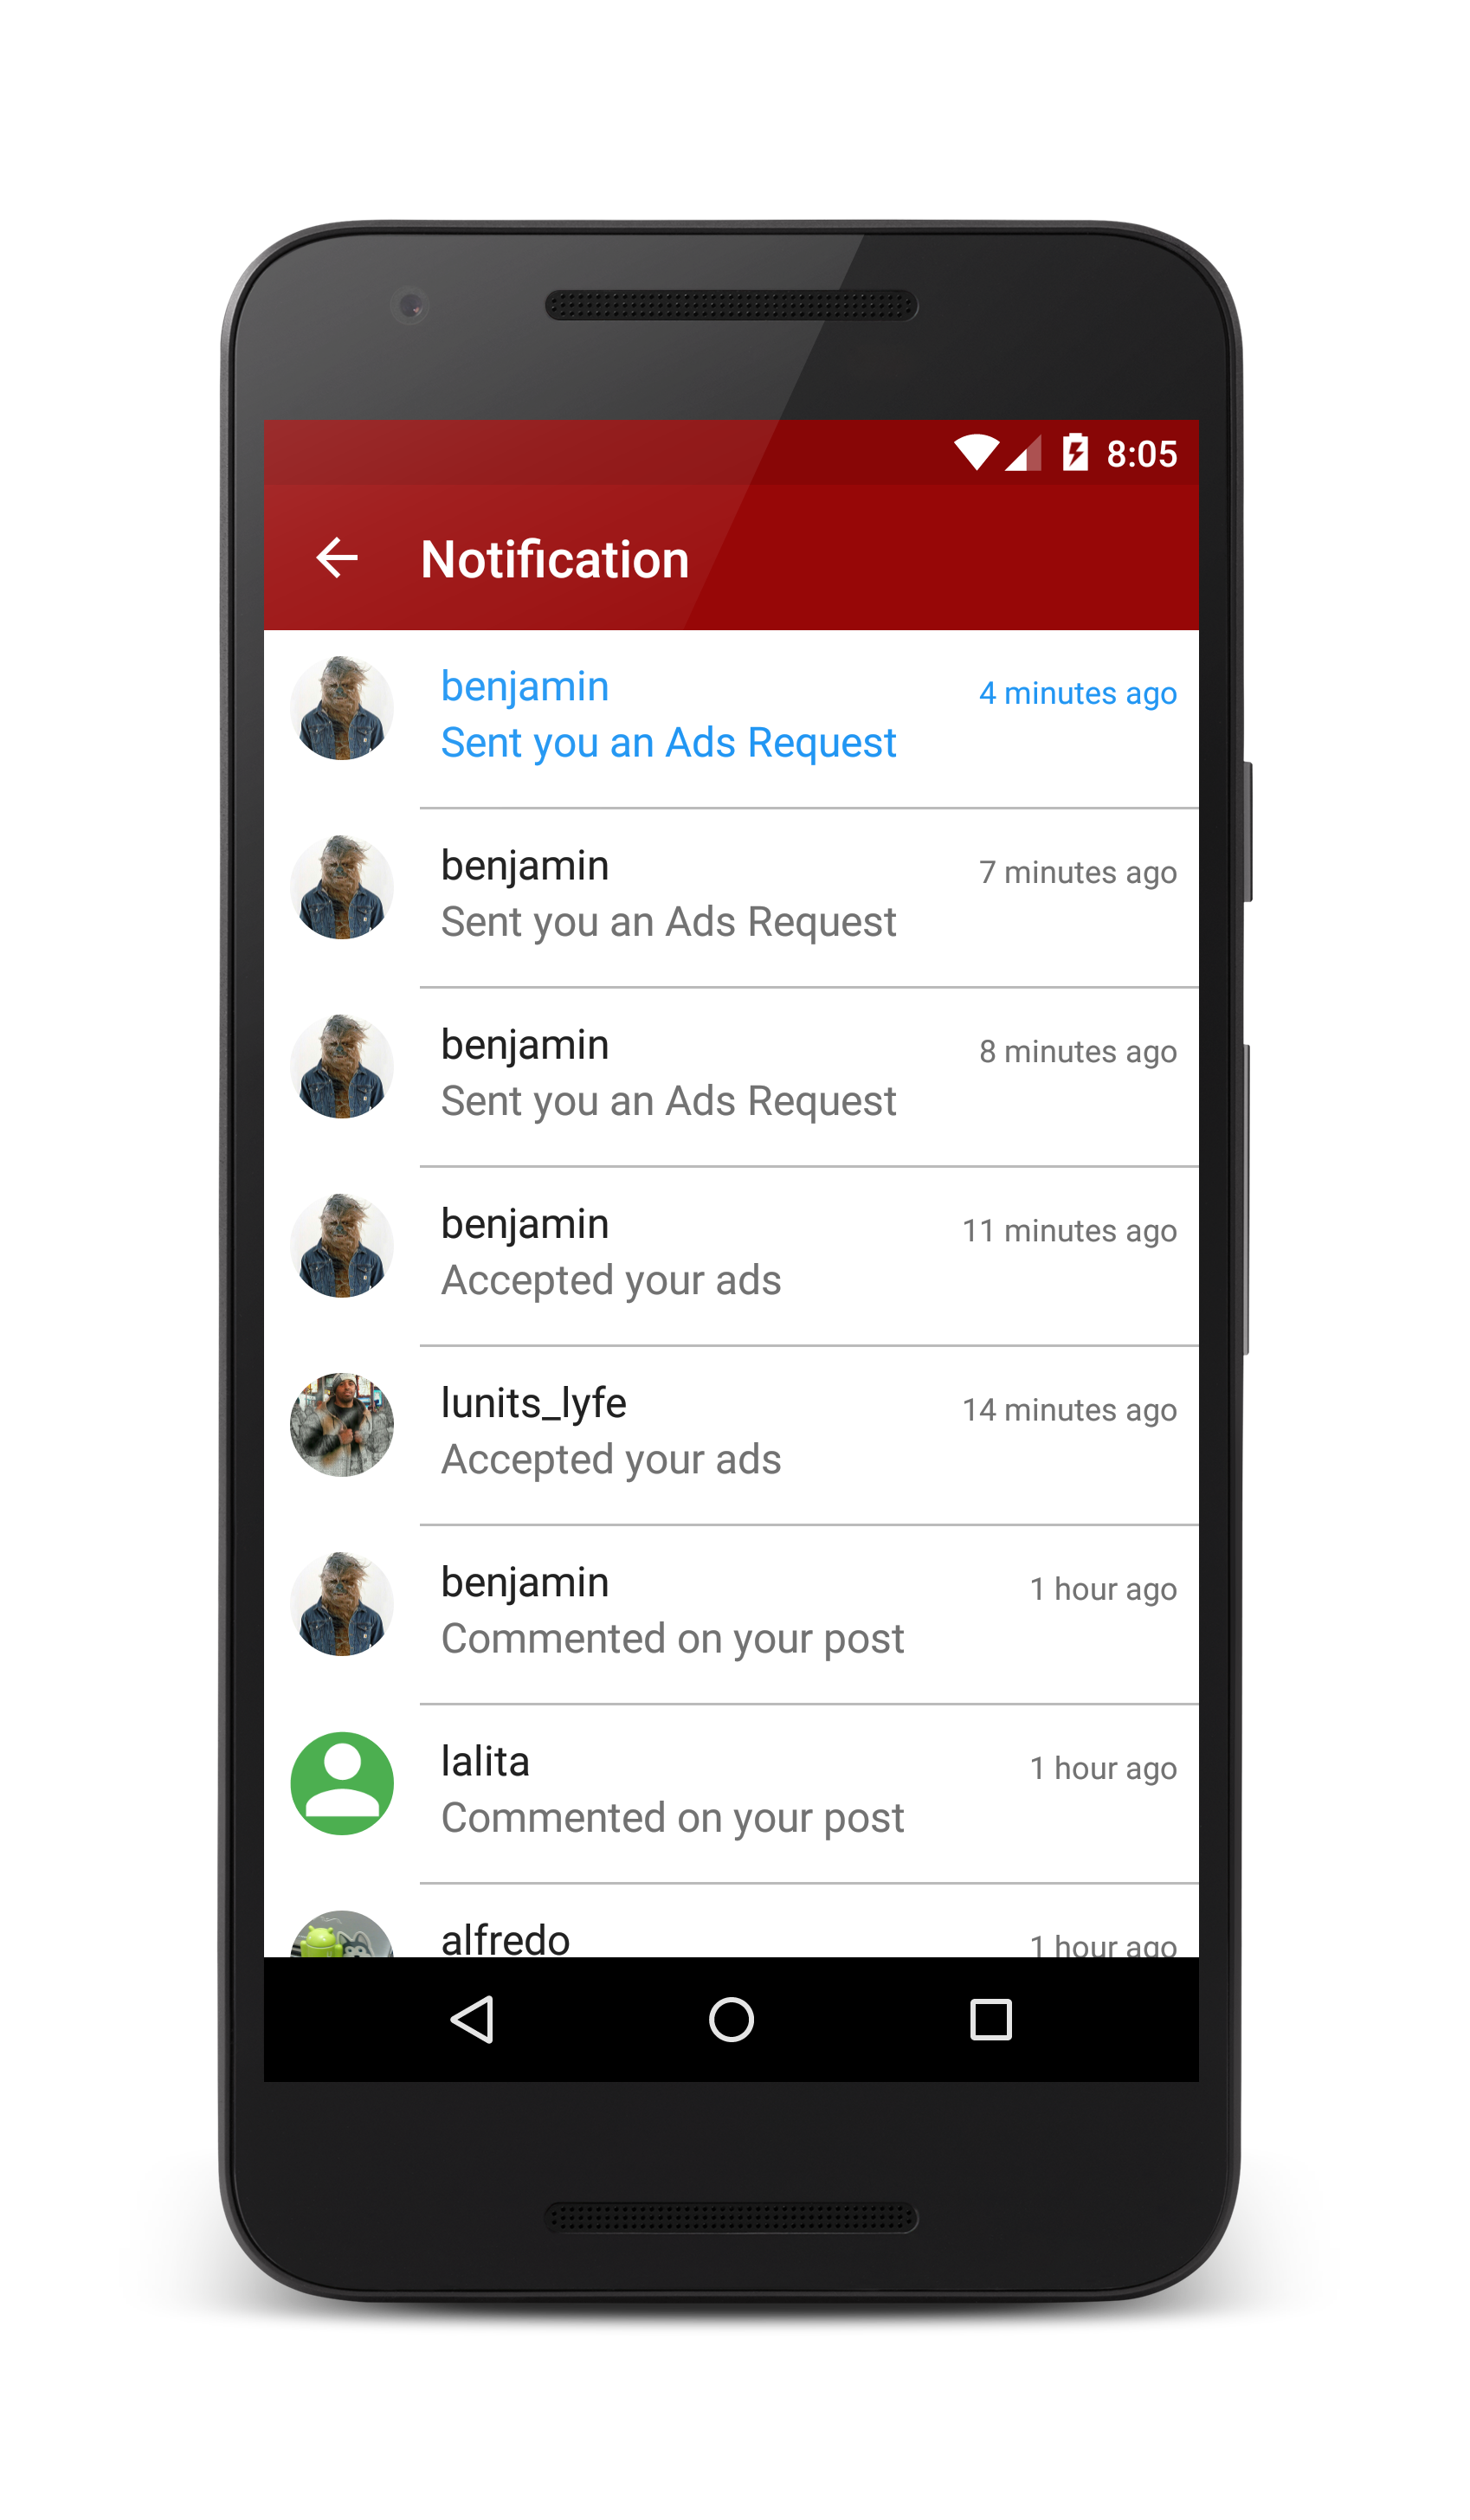 8:05
Notification
benjamin
4 minutes ago
Sent you an Ads Request
benjamin
7 minutes ago
Sent you an Ads Request
benjamin
8 minutes ago
Sent you an Ads Request
benjamin
11 minutes ago
Accepted your ads
lunits_lyfe
14 minutes ago
Accepted your ads
benjamin
1 hour ago
Commented on your post
lalita
1 hour ago
Commented on your post
alfredo
1 hour ago